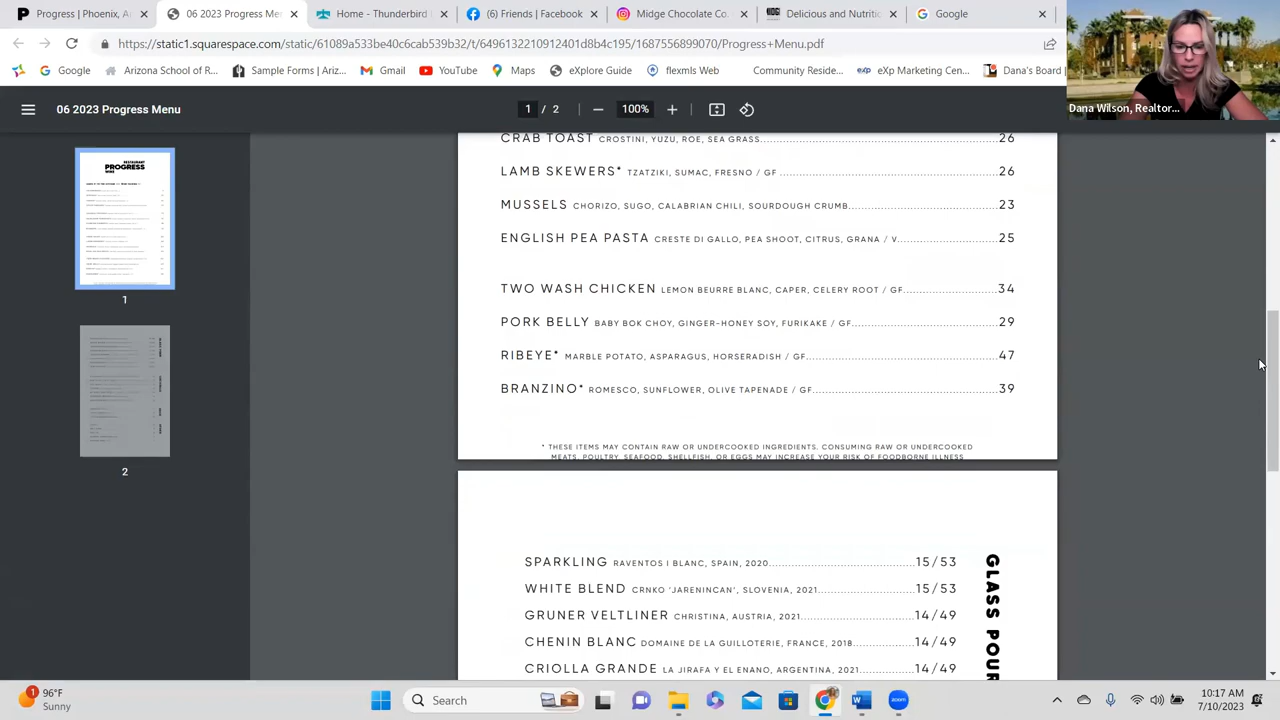 Progress | Phoenix, A
06 2023 Progress Me
Home - Thunderbird
(6) Friends | Facebook
Midge Chocolate Co.
Delicious and Nutriti
Google
https://static1.squarespace.com/static/
Progress+Menu.pdf
Google
Arizona School of R...
Sample Forms | Ariz...
Gmail
YouTube
Maps
eXplore Guide
flexmls Web
Community Reside...
eXp Marketing Cen...
Dana's Board |
Dana Wilson, Realtor...
06 2023 Progress Menu
1 / 2
100%
RESTAURANT
PROGRESS
1
2
CRAB TOAST CROSTINI, YUZU, ROE, SEA GRASS 26
LAMB SKEWERS* TZATZIKI, SUMAC, FRESNO / GF 26
MUSSELS CHORIZO, SUGO, CALABRIAN CHILI, SOURDOUGH CRUMB 23
ENGLISH PEA PASTA CRESTE DI GALLO, PEA SHOOT, CITRUS, GRANA / V 25
TWO WASH CHICKEN LEMON BEURRE BLANC, CAPER, CELERY ROOT / GF 34
PORK BELLY BABY BOK CHOY, GINGER-HONEY SOY, FURIKAKE / GF 29
RIBEYE* MARBLE POTATO, ASPARAGUS, HORSERADISH / GF 47
BRANZINO* ROMESCO, SUNFLOWER, OLIVE TAPENADE / GF 39
* THESE ITEMS MAY CONTAIN RAW OR UNDERCOOKED INGREDIENTS. CONSUMING RAW OR UNDERCOOKED
MEATS, POULTRY, SEAFOOD, SHELLFISH, OR EGGS MAY INCREASE YOUR RISK OF FOODBORNE ILLNESS
SPARKLING RAVENTOS I BLANC, SPAIN, 2020 15/53
WHITE BLEND CRNKO 'JARENINCAN', SLOVENIA, 2021 15/53
GRUNER VELTLINER CHRISTINA, AUSTRIA, 2021 14/49
CHENIN BLANC DOMAINE DE LA GUILLOTERIE, FRANCE, 2018 14/49
CRIOLLA GRANDE LA JIRAFA Y EL ENANO, ARGENTINA, 2021 14/49
GLASS POUR
1
96°F
Sunny
Search
zoom
10:17 AM
7/10/2023